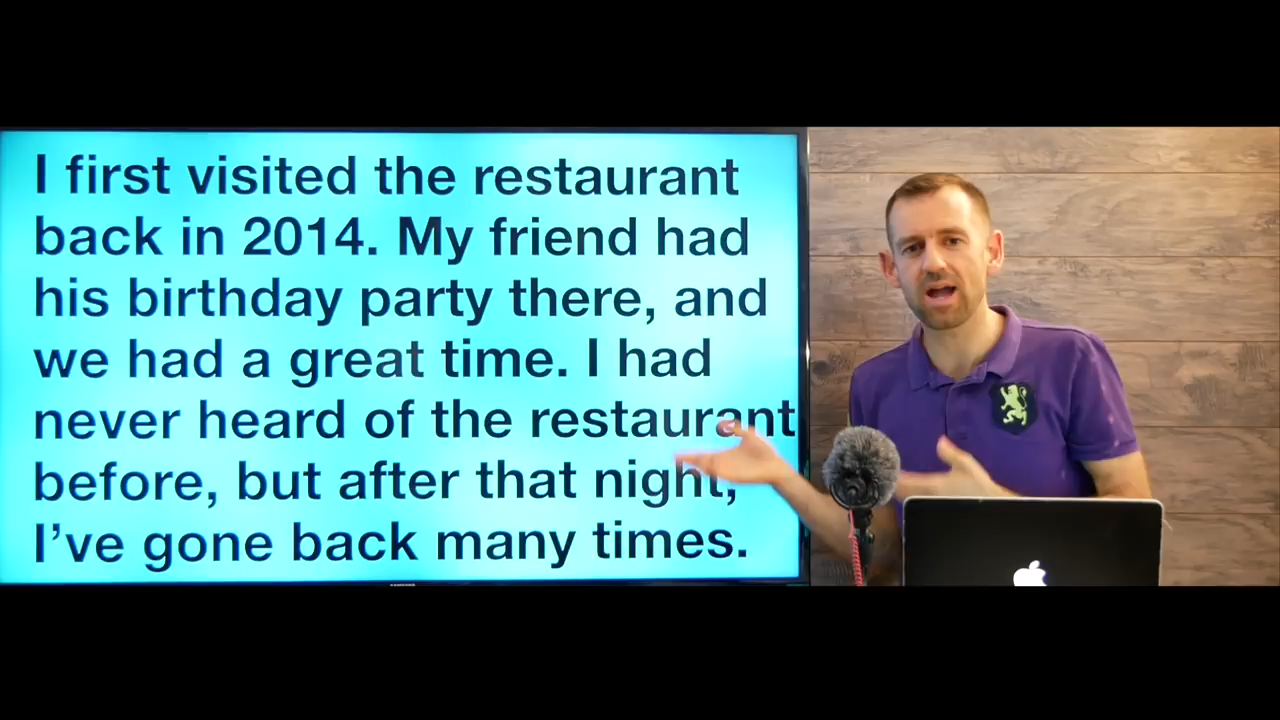 I first visited the restaurant
back in 2014. My friend had
his birthday party there, and
we had a great time. I had
never heard of the restaurant
before, but after that night,
I’ve gone back many times.
SAMSUNG